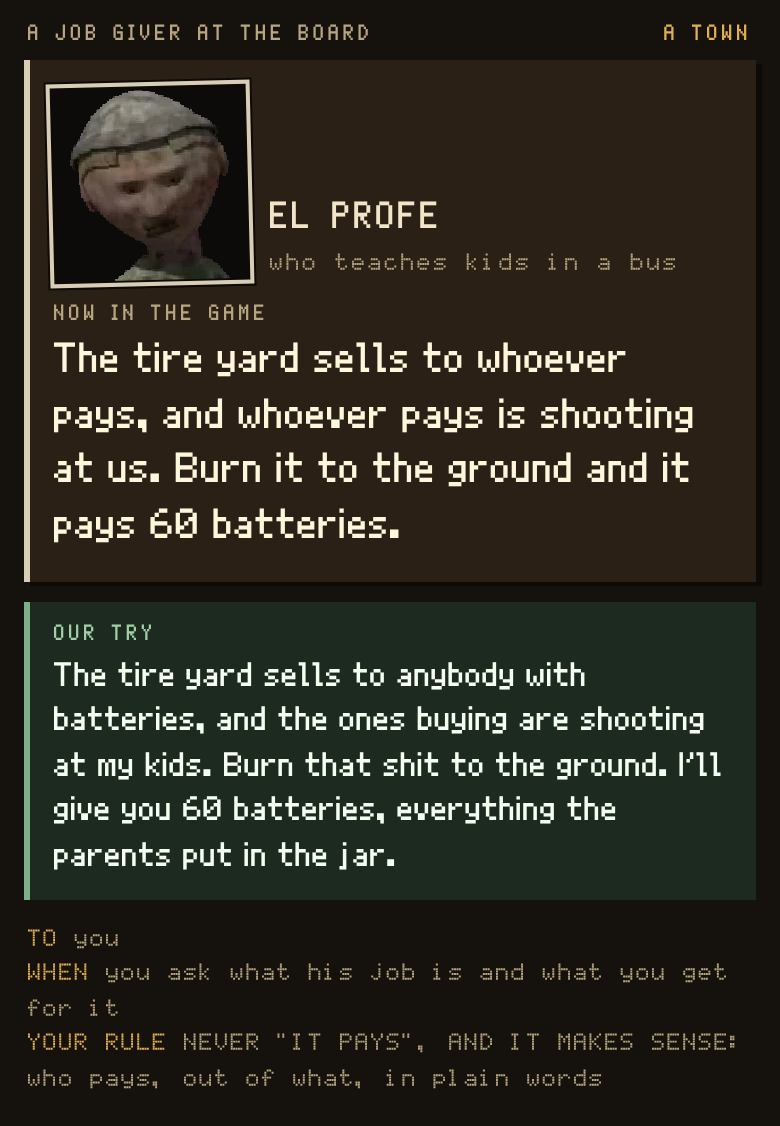 A JOB GIVER AT THE BOARD
A TOWN
EL PROFE
who teaches kids in a bus
NOW IN THE GAME
The tire yard sells to whoever
pays, and whoever pays is shooting
at us. Burn it to the ground and it
pays 60 batteries.
OUR TRY
The tire yard sells to anybody with
batteries, and the ones buying are shooting
at my kids. Burn that shit to the ground. I'll
give you 60 batteries, everything the
parents put in the jar.
TO you
WHEN you ask what his job is and what you get
for it
YOUR RULE NEVER "IT PAYS", AND IT MAKES SENSE:
who pays, out of what, in plain words